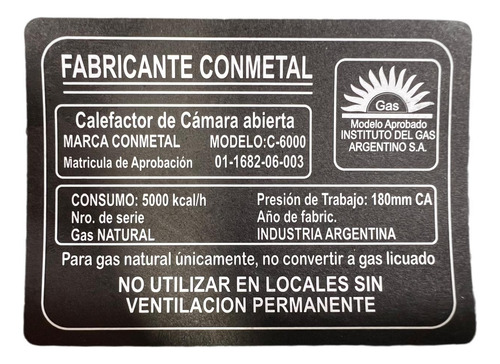 FABRICANTE CONMETAL
Gas
Modelo Aprobado
INSTITUTO DEL GAS
ARGENTINO S.A.
Calefactor de Cámara abierta
MARCA CONMETAL MODELO:C-6000
Matricula de Aprobación 01-1682-06-003
CONSUMO: 5000 kcal/h Presión de Trabajo: 180mm CA
Nro. de serie Año de fabric.
Gas NATURAL INDUSTRIA ARGENTINA
Para gas natural únicamente, no convertir a gas licuado
NO UTILIZAR EN LOCALES SIN
VENTILACION PERMANENTE